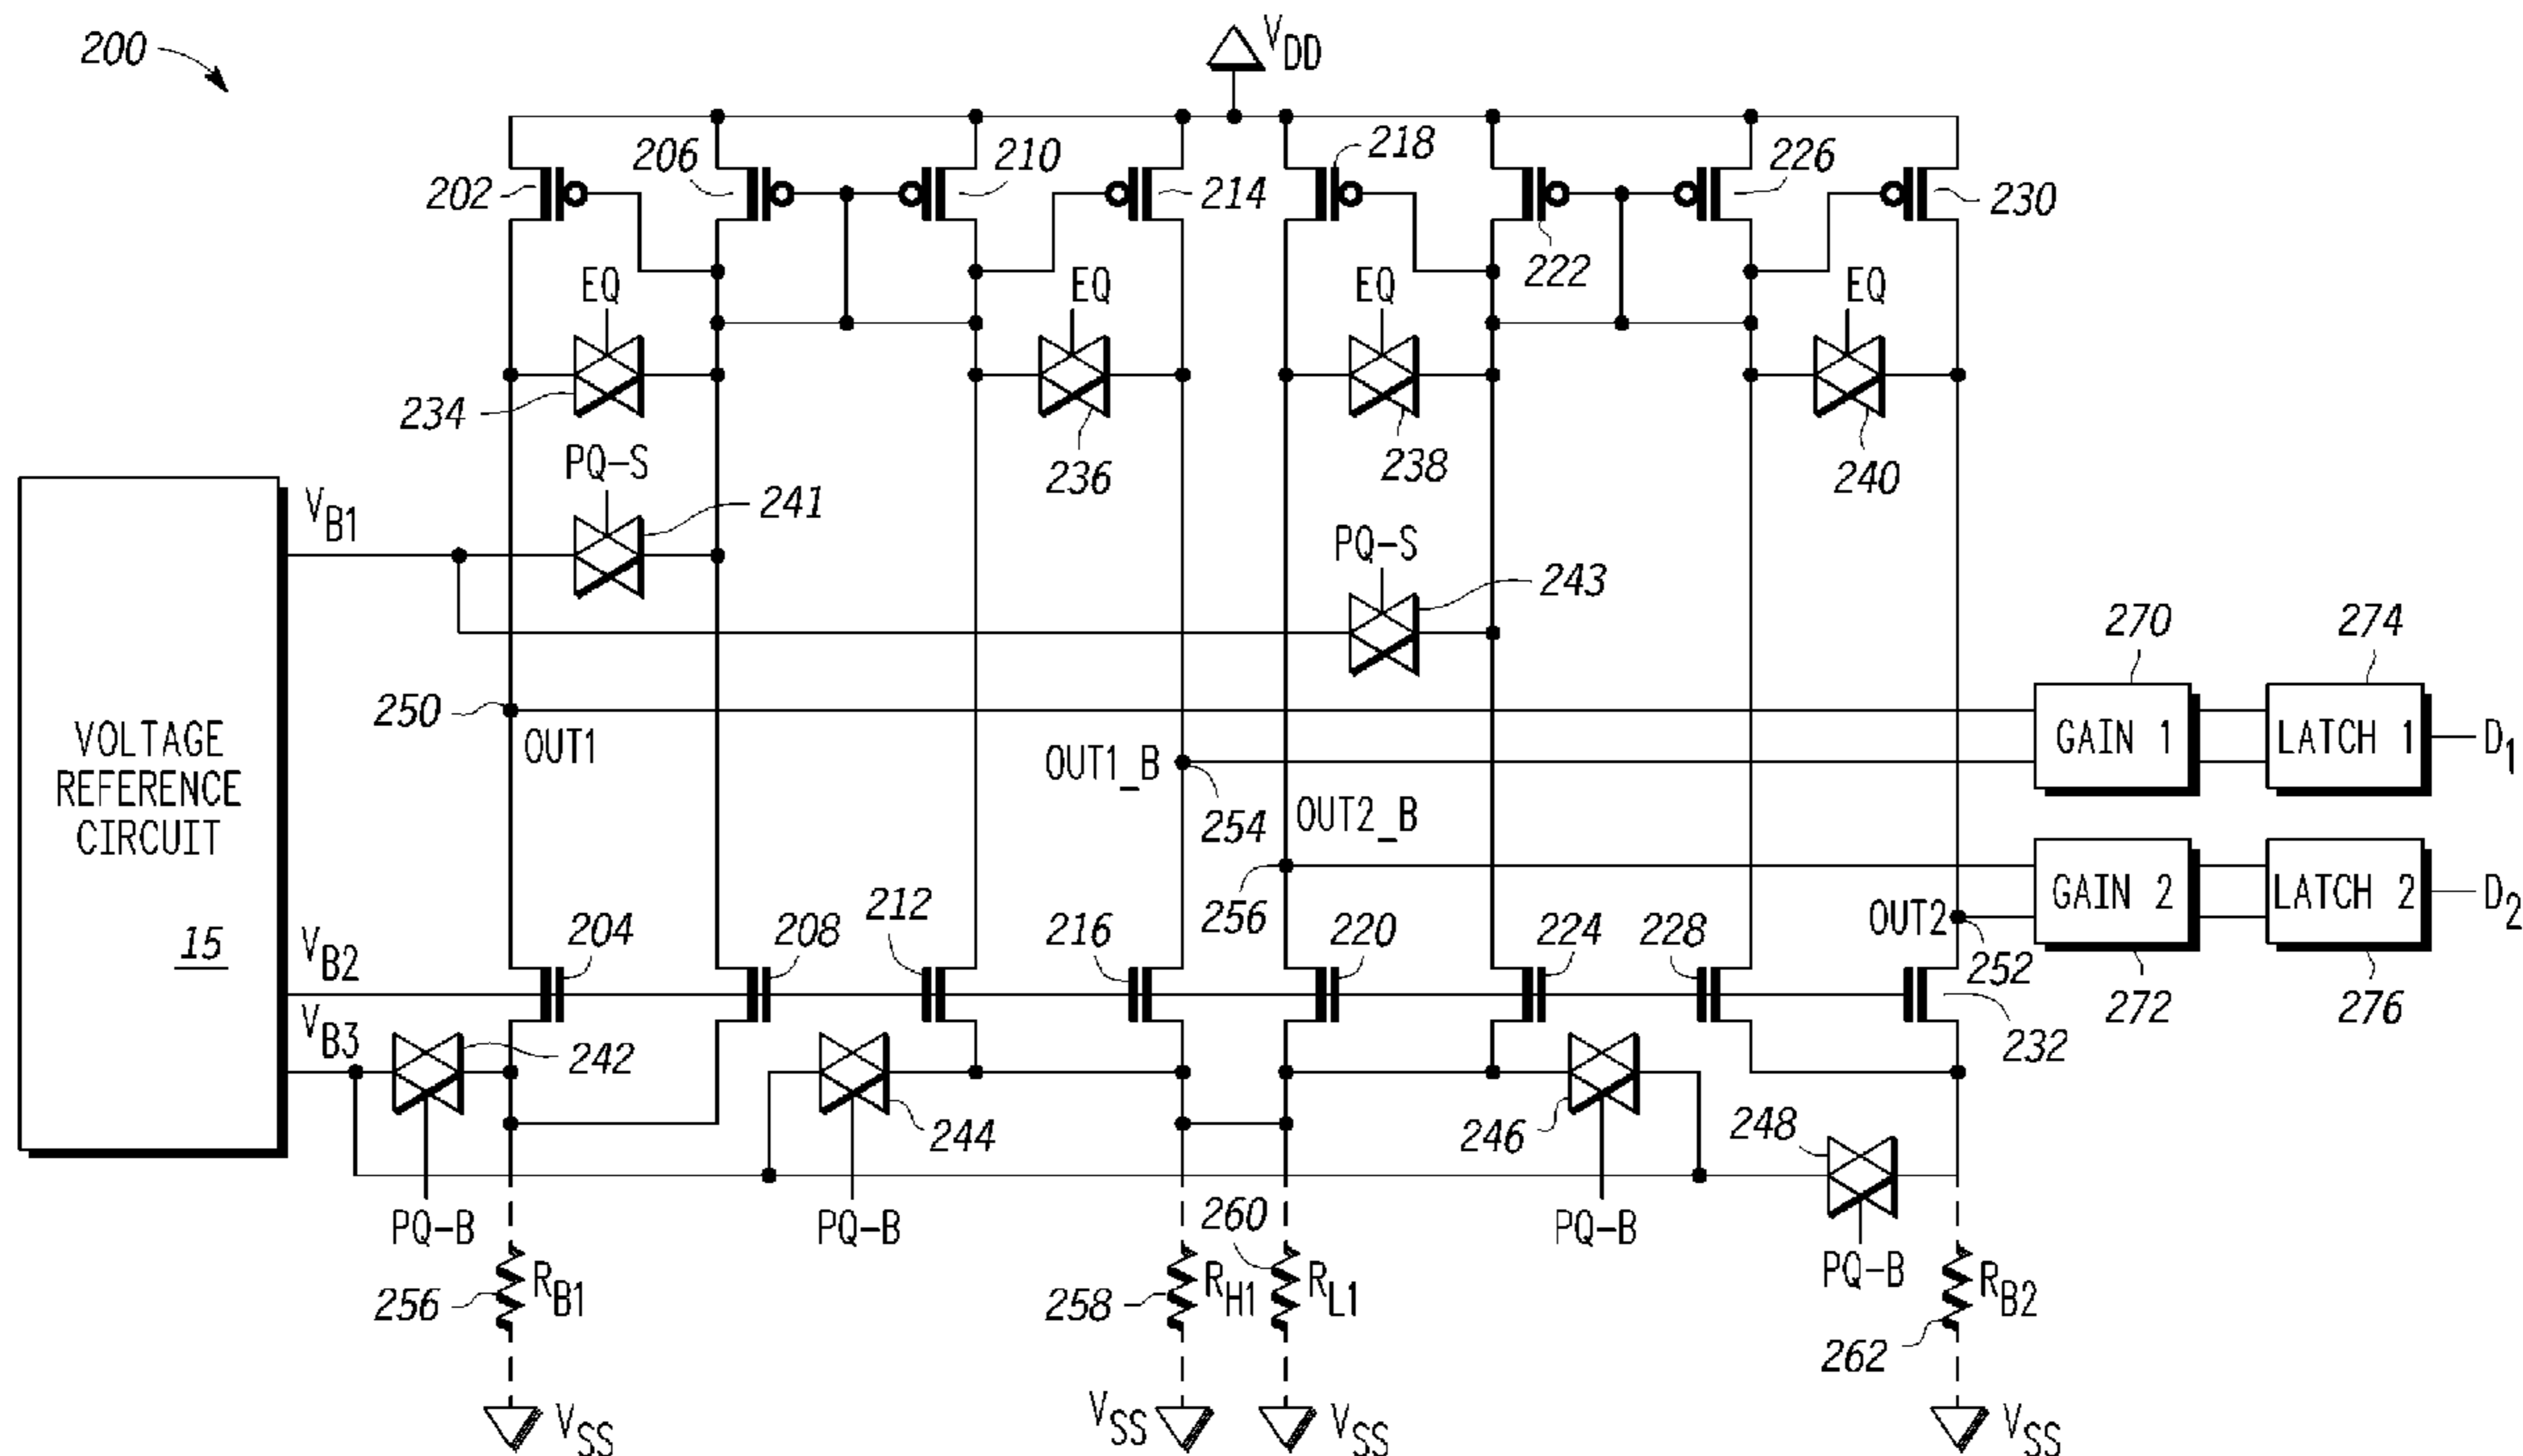 200
VDD
202
206
210
214
218
222
226
230
EQ
EQ
EQ
EQ
234
236
238
240
PQ-S
241
PQ-S
243
VOLTAGE
REFERENCE
CIRCUIT
15
VB1
VB2
VB3
250
OUT1
OUT1_B
254
OUT2_B
256
OUT2
252
270
GAIN 1
274
LATCH 1
D1
GAIN 2
272
LATCH 2
276
D2
204
208
212
216
220
224
228
232
242
244
246
248
PQ-B
PQ-B
PQ-B
PQ-B
256
RB1
258
RH1
260
RL1
262
RB2
VSS
VSS
VSS
VSS